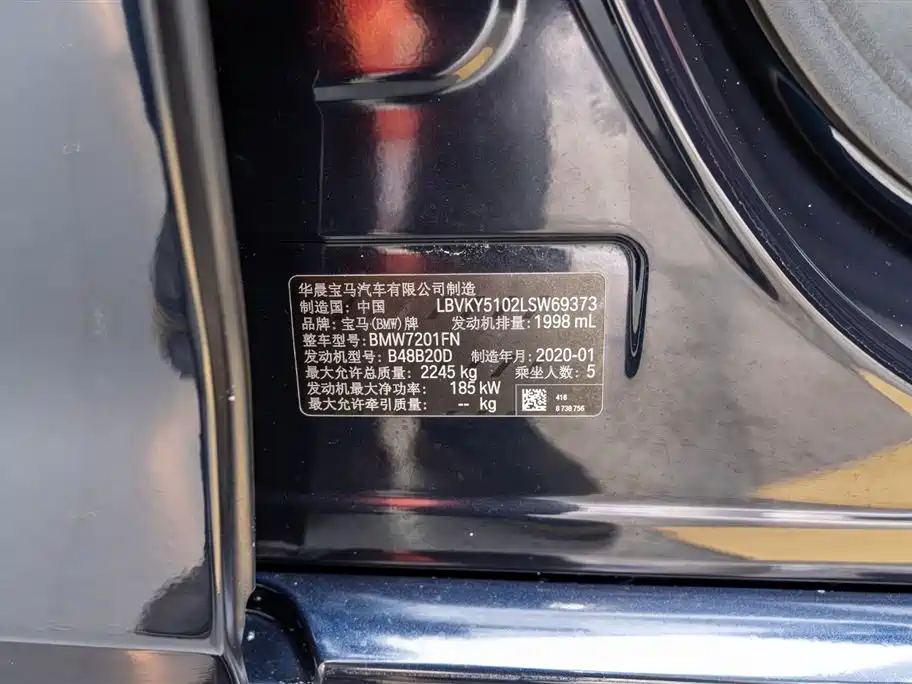 华晨宝马汽车有限公司制造
制造国: 中国 LBVKY5102LSW69373
品牌: 宝马(BMW)牌 发动机排量: 1998 mL
整车型号: BMW7201FN
发动机型号: B48B20D 制造年月: 2020-01
最大允许总质量: 2245 kg 乘坐人数: 5
发动机最大净功率: 185 kW
最大允许牵引质量: -- kg
416
8 738 756